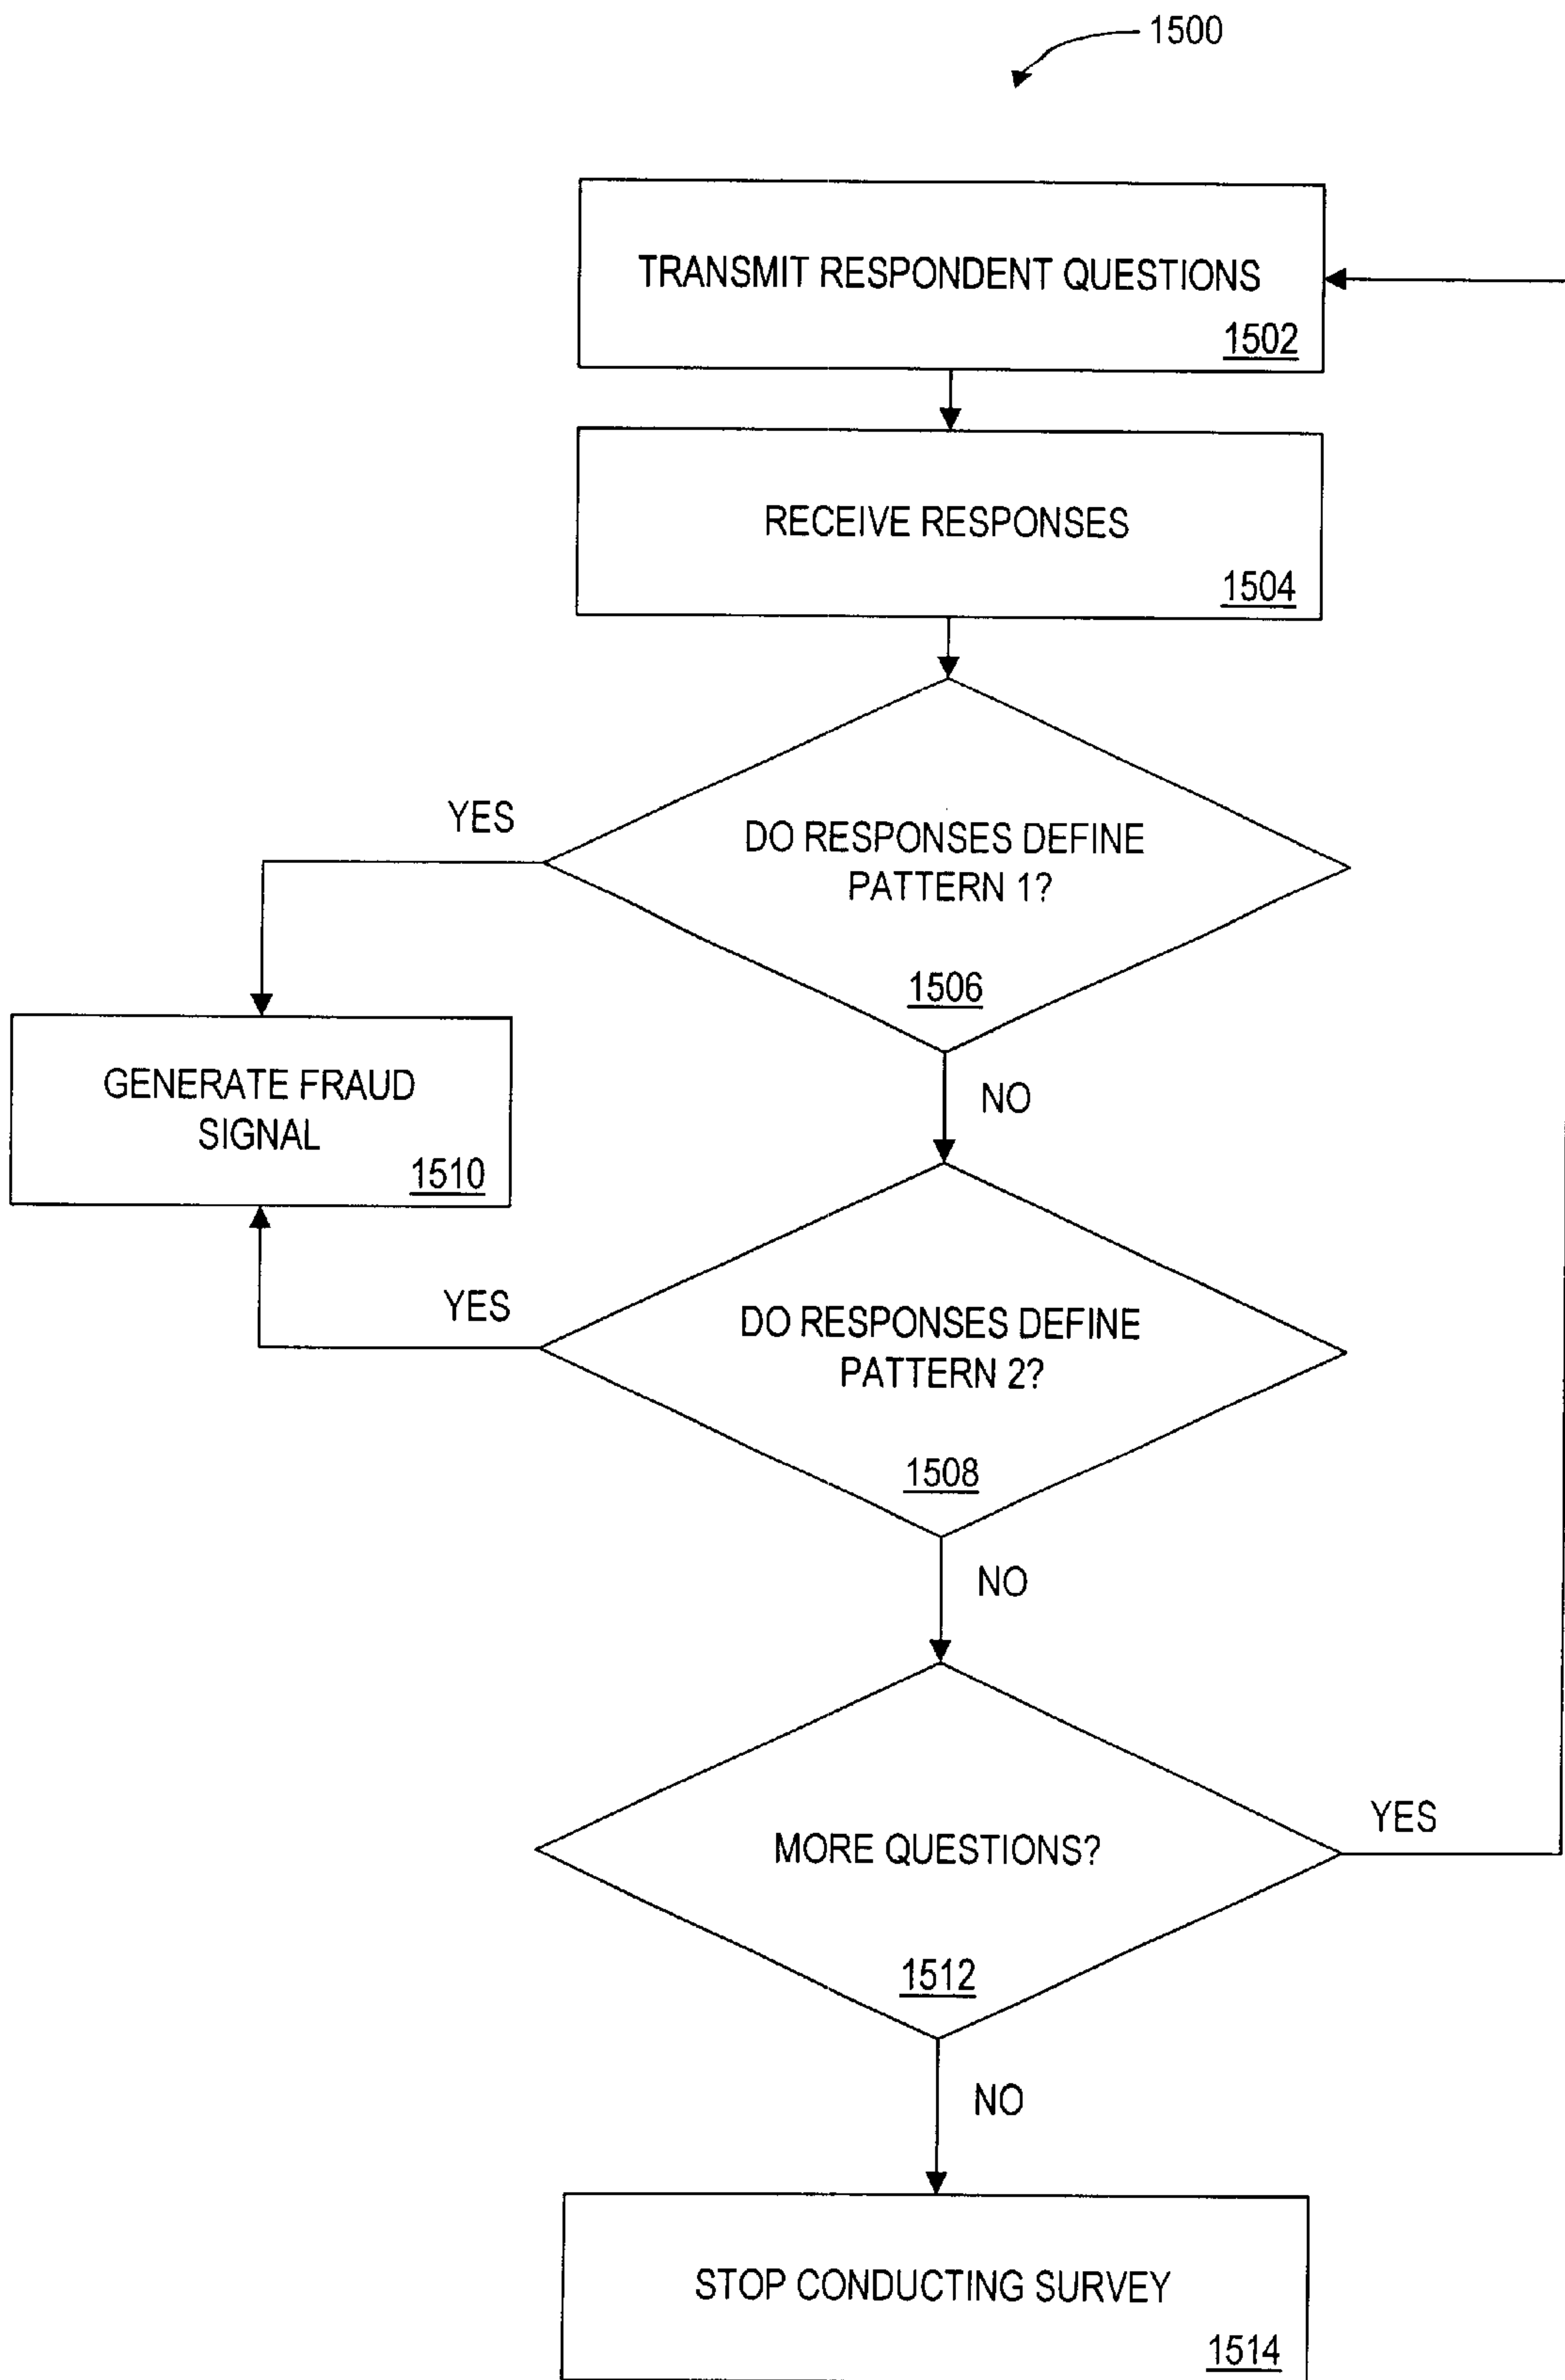 1500
TRANSMIT RESPONDENT QUESTIONS
1502
RECEIVE RESPONSES
1504
YES
DO RESPONSES DEFINE
PATTERN 1?
1506
GENERATE FRAUD
SIGNAL
1510
NO
YES
DO RESPONSES DEFINE
PATTERN 2?
1508
NO
MORE QUESTIONS?
YES
1512
NO
STOP CONDUCTING SURVEY
1514